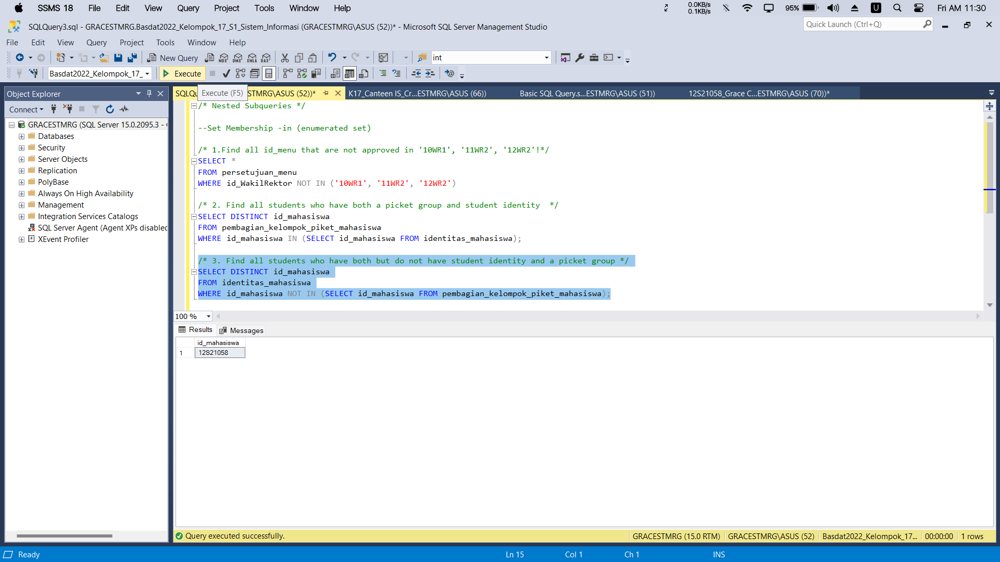 SSMS 18 File Edit View Query Project Tools Window Help 0.0KB/s 0.1KB/s 95% U Fri AM 11:30
SQLQuery3.sql - GRACESTMRG.Basdat2022_Kelompok_17_S1_Sistem_Informasi (GRACESTMRG\ASUS (52))* - Microsoft SQL Server Management Studio Quick Launch (Ctrl+Q)
File Edit View Query Project Tools Window Help
New Query MDX DMX XMLA DAX int
Basdat2022_Kelompok_17_ Execute
Object Explorer
SQLQu Execute (F5) STMRG\ASUS (52))* K17_Canteen IS_Cr...ESTMRG\ASUS (66)) Basic SQL Query.s...ESTMRG\ASUS (51)) 12S21058_Grace C...ESTMRG\ASUS (70))*
Connect
GRACESTMRG (SQL Server 15.0.2095.3 -
Databases
Security
Server Objects
Replication
PolyBase
Always On High Availability
Management
Integration Services Catalogs
SQL Server Agent (Agent XPs disabled
XEvent Profiler
/* Nested Subqueries */
--Set Membership -in (enumerated set)
/* 1.Find all id_menu that are not approved in '10WR1', '11WR2', '12WR2'!*/
SELECT *
FROM persetujuan_menu
WHERE id_WakilRektor NOT IN ('10WR1', '11WR2', '12WR2')
/* 2. Find all students who have both a picket group and student identity  */
SELECT DISTINCT id_mahasiswa
FROM pembagian_kelompok_piket_mahasiswa
WHERE id_mahasiswa IN (SELECT id_mahasiswa FROM identitas_mahasiswa);
/* 3. Find all students who have both but do not have student identity and a picket group */
SELECT DISTINCT id_mahasiswa
FROM identitas_mahasiswa
WHERE id_mahasiswa NOT IN (SELECT id_mahasiswa FROM pembagian_kelompok_piket_mahasiswa);
100 %
Results Messages
id_mahasiswa
1 12S21058
Query executed successfully. GRACESTMRG (15.0 RTM) GRACESTMRG\ASUS (52) Basdat2022_Kelompok_17... 00:00:00 1 rows
Ready Ln 15 Col 1 Ch 1 INS